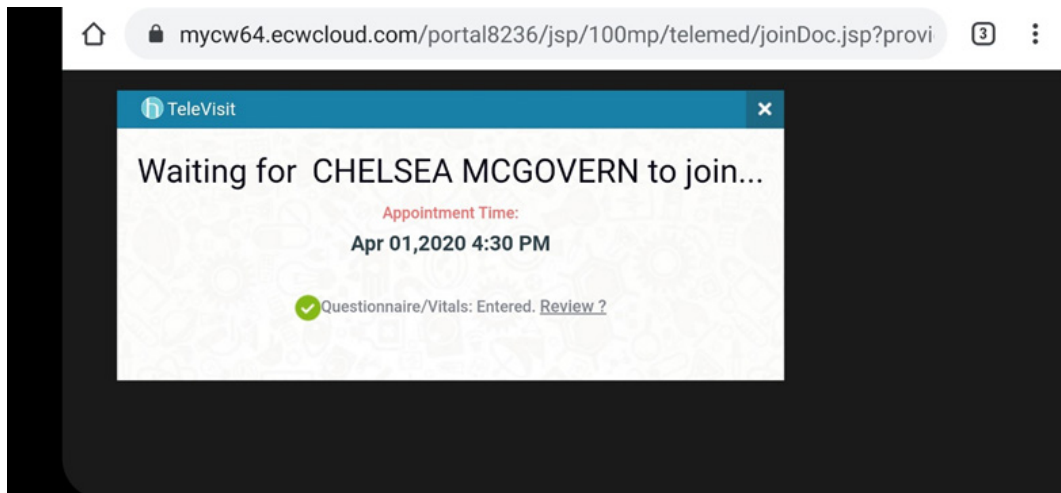 mycw64.ecwcloud.com/portal8236/jsp/100mp/telemed/joinDoc.jsp?provi
3
h TeleVisit
Waiting for CHELSEA MCGOVERN to join...
Appointment Time:
Apr 01,2020 4:30 PM
Questionnaire/Vitals: Entered. Review ?